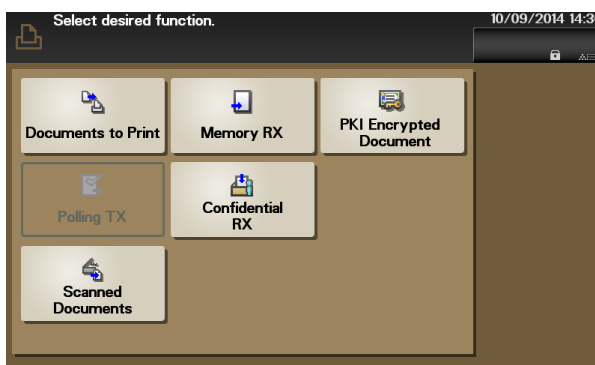 Select desired function.
10/09/2014 14:3
Documents to Print
Memory RX
PKI Encrypted
Document
Polling TX
Confidential
RX
Scanned
Documents